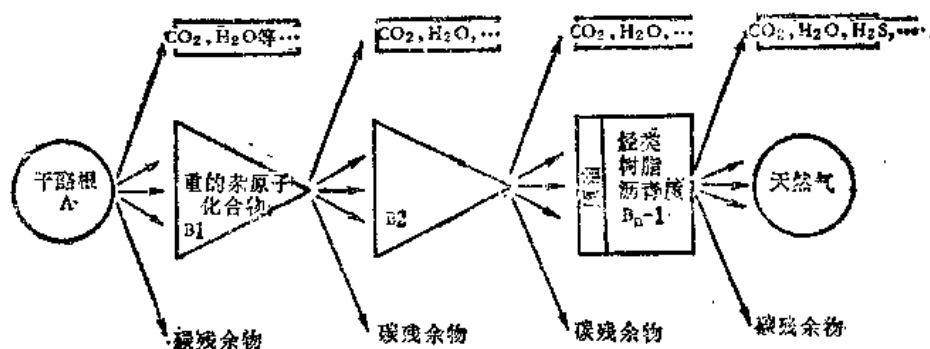 CO₂,H₂O等…
CO₂,H₂O,…
CO₂,H₂O,…
CO₂,H₂O,H₂S,……
干酪根
A
重的杂原子
化合物
B1
B2
烃类
树脂
沥青质
Bn-1
天然气
碳残余物
碳残余物
碳残余物
碳残余物